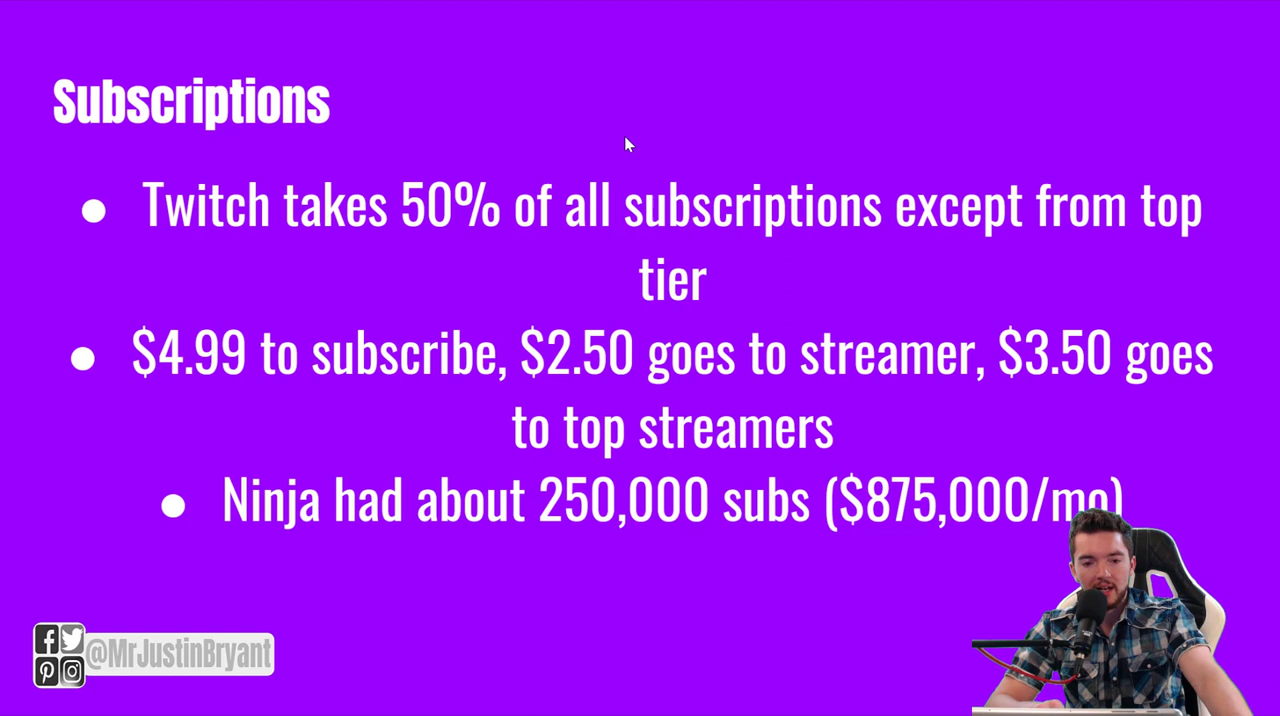 Subscriptions
● Twitch takes 50% of all subscriptions except from top
tier
● $4.99 to subscribe, $2.50 goes to streamer, $3.50 goes
to top streamers
● Ninja had about 250,000 subs ($875,000/mo)
@MrJustinBryant